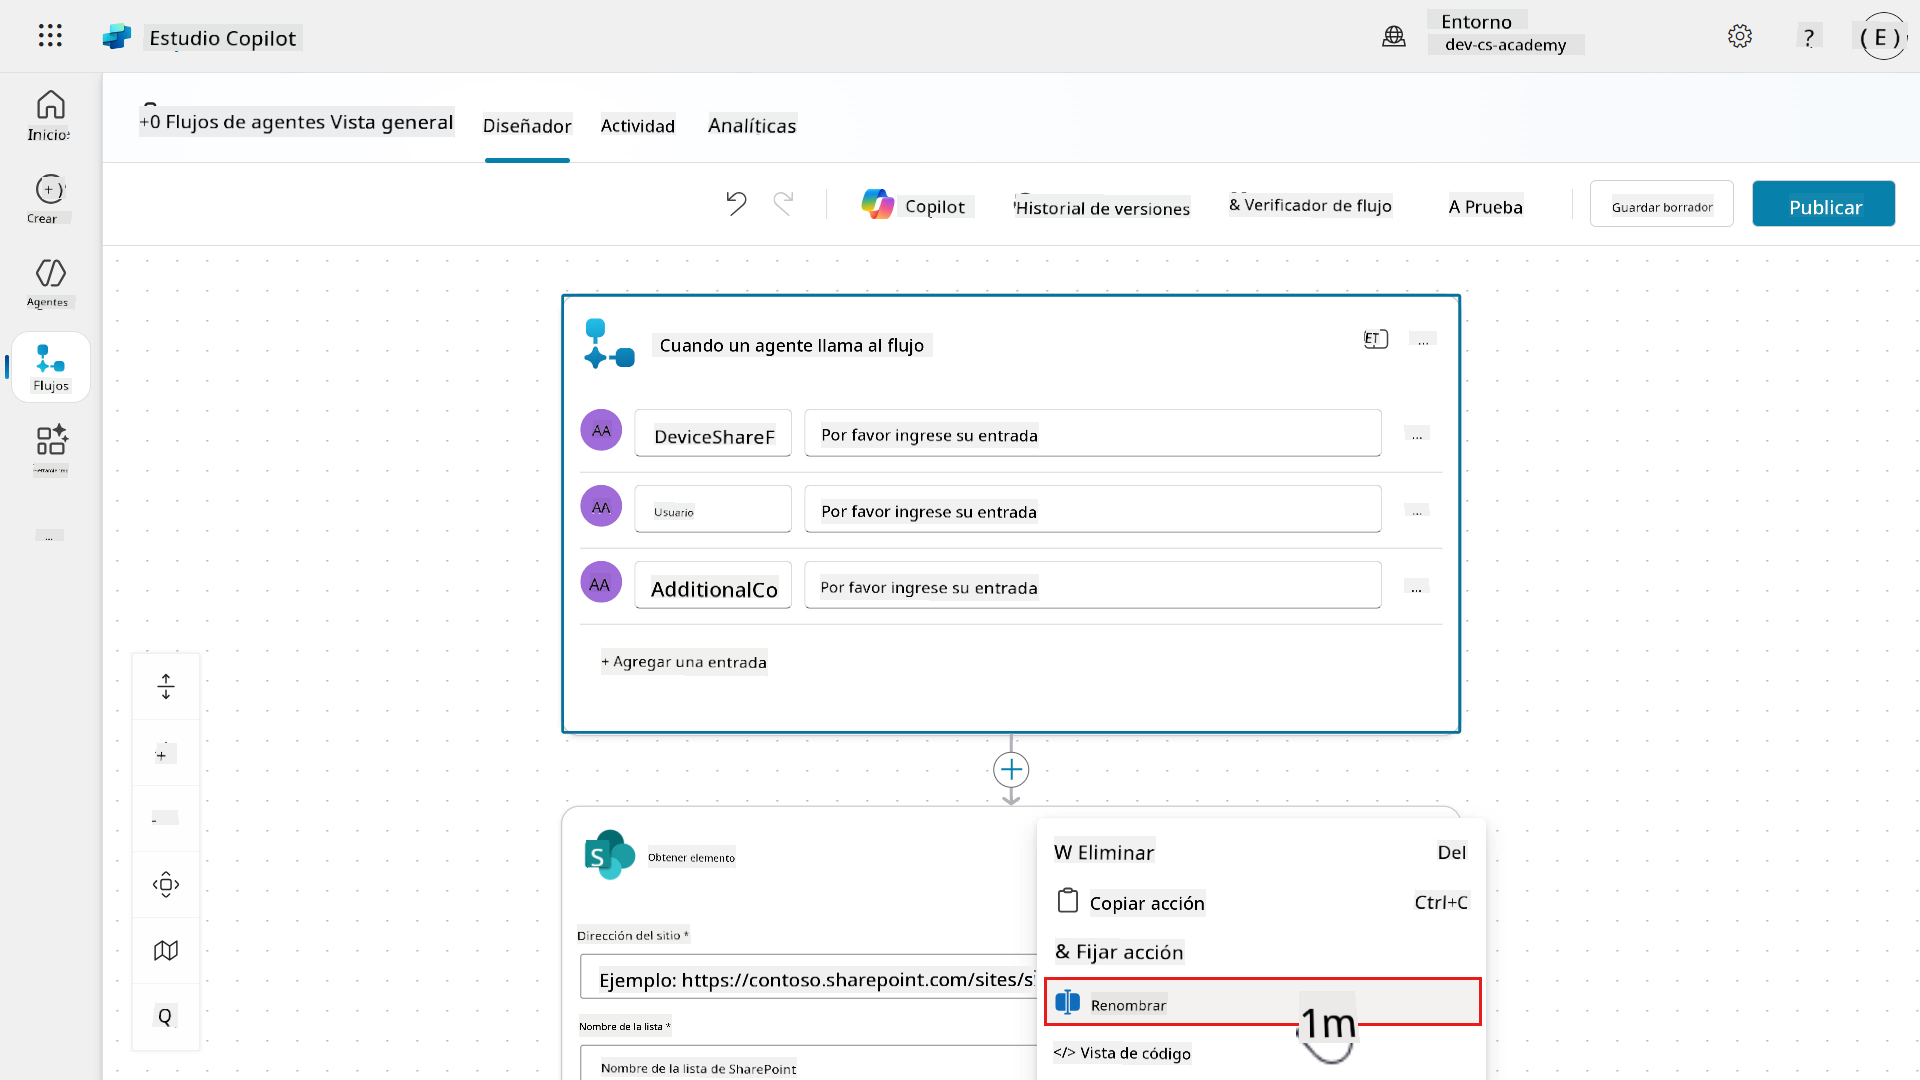 Estudio Copilot
Entorno
dev-cs-academy
?
( E )
Inicio
Crear
Agentes
Flujos
...
+0 Flujos de agentes Vista general
Diseñador
Actividad
Analíticas
Copilot
Historial de versiones
& Verificador de flujo
A Prueba
Guardar borrador
Publicar
Cuando un agente llama al flujo
ET
...
AA
DeviceShareF
Por favor ingrese su entrada
...
AA
Usuario
Por favor ingrese su entrada
...
AA
AdditionalCo
Por favor ingrese su entrada
...
+ Agregar una entrada
Obtener elemento
Dirección del sitio *
Ejemplo: https://contoso.sharepoint.com/sites/s
Nombre de la lista *
Nombre de la lista de SharePoint
W Eliminar
Del
Copiar acción
Ctrl+C
& Fijar acción
Renombrar
1m
</> Vista de código
Q